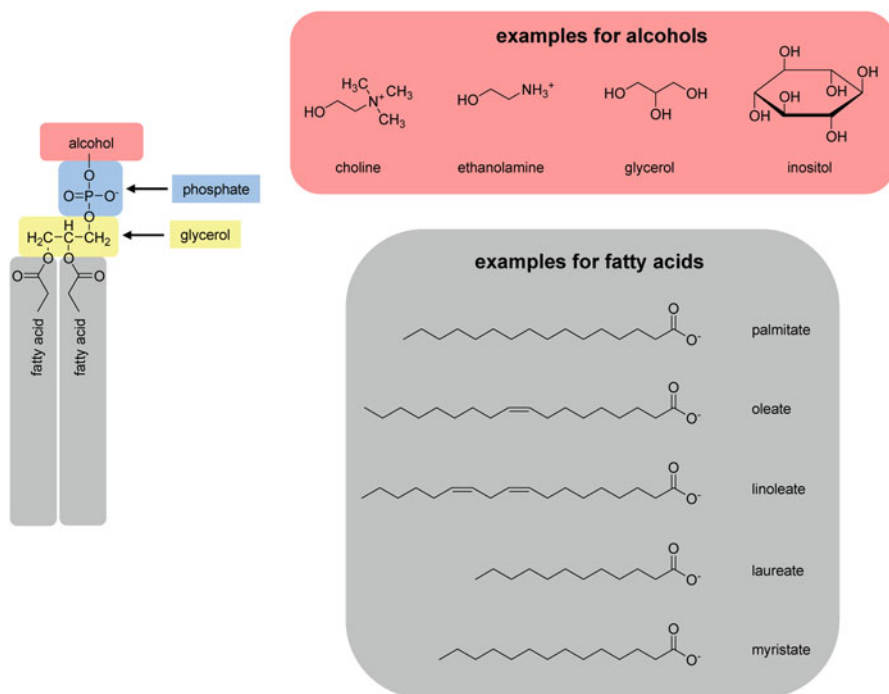 examples for alcohols
HO
N+
CH3
CH3
CH3
choline
HO
NH3+
ethanolamine
HO
OH
OH
glycerol
OH
OH
OH
OH
OH
OH
inositol
alcohol
O
O=P-O-
O
phosphate
H2C
H
C
CH2
glycerol
O
O
O
O
fatty acid
fatty acid
examples for fatty acids
O
O-
palmitate
O
O-
oleate
O
O-
linoleate
O
O-
laureate
O
O-
myristate